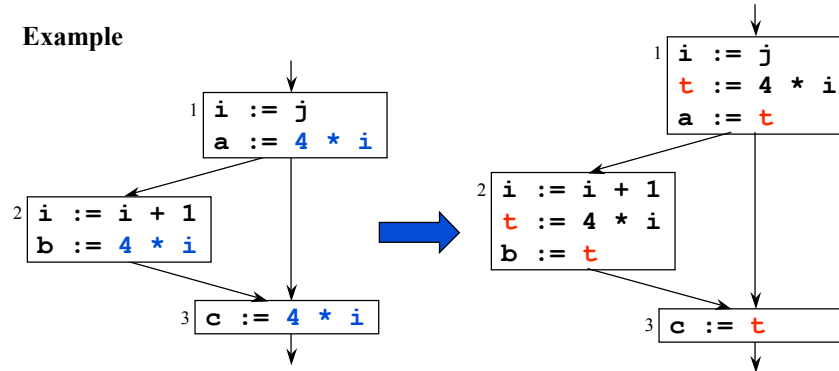 Example
1
i := j
a := 4 * i
2
i := i + 1
b := 4 * i
3
c := 4 * i
1
i := j
t := 4 * i
a := t
2
i := i + 1
t := 4 * i
b := t
3
c := t